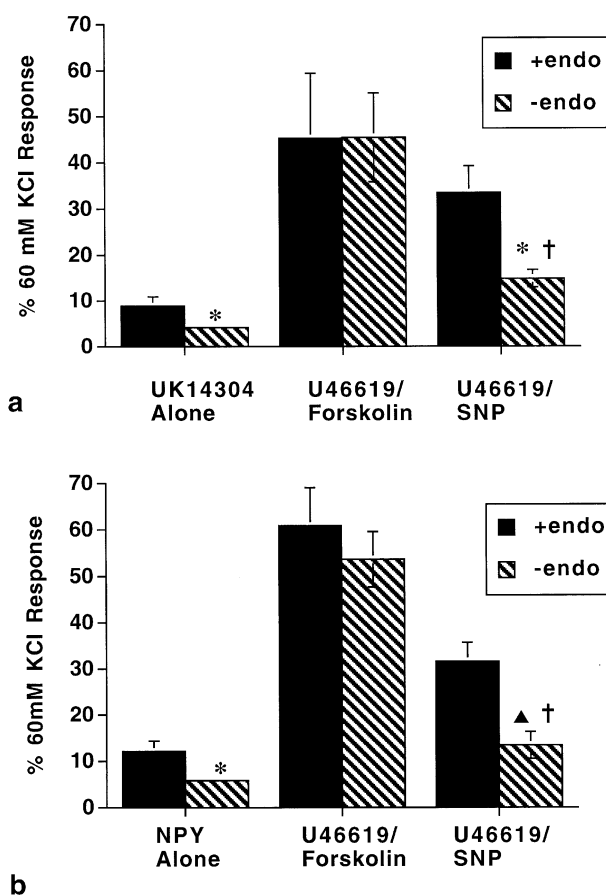 70
60
50
40
30
20
10
0
% 60 mM KCl Response
+endo
-endo
*
* †
UK14304 Alone
U46619/ Forskolin
U46619/ SNP
a
70
60
50
40
30
20
10
0
% 60mM KCl Response
+endo
-endo
*
▲ †
NPY Alone
U46619/ Forskolin
U46619/ SNP
b